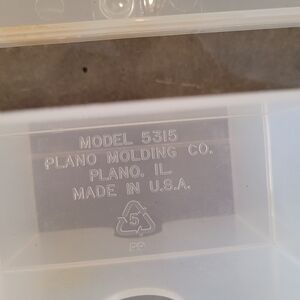 MODEL 5315
PLANO MOLDING CO.
PLANO. IL
MADE IN U.S.A.
5
PP